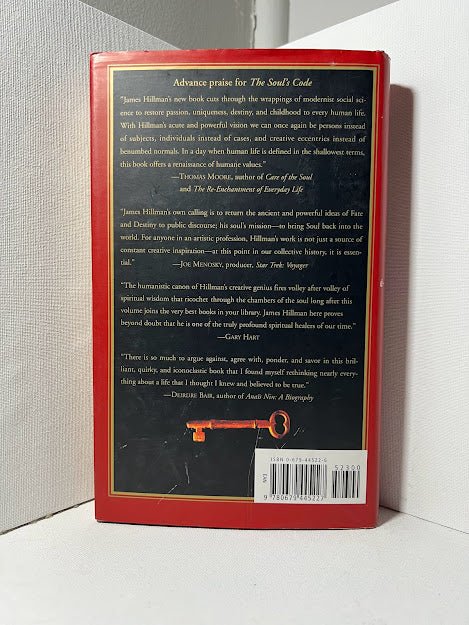 Advance praise for The Soul's Code
"James Hillman's new book cuts through the wrappings of modernist social sci-
ence to restore passion, uniqueness, destiny, and childhood to every human life.
With Hillman's acute and powerful vision we can once again be persons instead
of subjects, individuals instead of cases, and creative eccentrics instead of
benumbed normals. In a day when human life is defined in the shallowest terms,
this book offers a renaissance of humane values."
—THOMAS MOORE, author of Care of the Soul
and The Re-Enchantment of Everyday Life
"James Hillman's own calling is to return the ancient and powerful ideas of Fate
and Destiny to public discourse; his soul's mission—to bring Soul back into the
world. For anyone in an artistic profession, Hillman's work is not just a source of
constant creative inspiration—at this point in our collective history, it is essen-
tial."
—JOE MENOSKY, producer, Star Trek: Voyager
"The humanistic canon of Hillman's creative genius fires volley after volley of
spiritual wisdom that ricochet through the chambers of the soul long after this
volume joins the very best books in your library. James Hillman here proves
beyond doubt that he is one of the truly profound spiritual healers of our time."
—GARY HART
"There is so much to argue against, agree with, ponder, and savor in this bril-
liant, quirky, and iconoclastic book that I found myself rethinking nearly every-
thing about a life that I thought I knew and believed to be true."
—DEIRDRE BAIR, author of Anaïs Nin: A Biography
ISBN 0-679-44522-6
52300
9 780679 445227